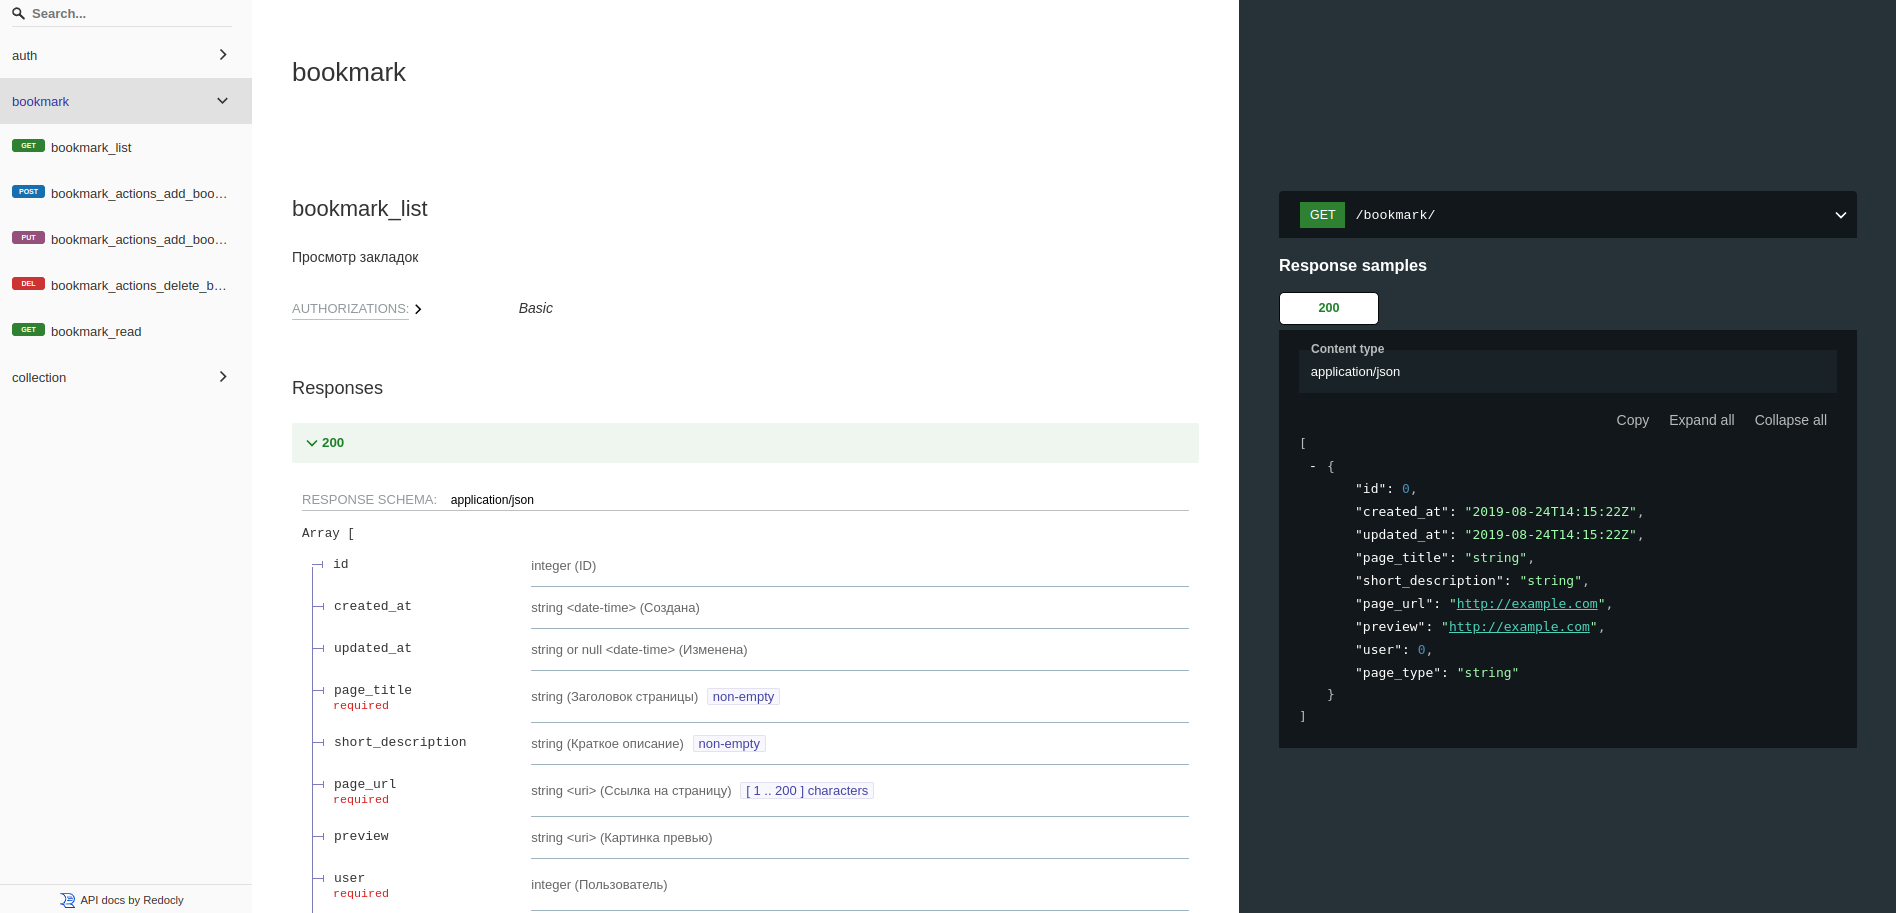 Search...
auth
bookmark
GET bookmark_list
POST bookmark_actions_add_boo...
PUT bookmark_actions_add_boo...
DEL bookmark_actions_delete_b...
GET bookmark_read
collection
API docs by Redocly
bookmark
bookmark_list
Просмотр закладок
AUTHORIZATIONS: Basic
Responses
200
RESPONSE SCHEMA: application/json
Array [
id integer (ID)
created_at string <date-time> (Создана)
updated_at string or null <date-time> (Изменена)
page_title string (Заголовок страницы) non-empty
required
short_description string (Краткое описание) non-empty
page_url string <uri> (Ссылка на страницу) [ 1 .. 200 ] characters
required
preview string <uri> (Картинка превью)
user integer (Пользователь)
required
GET /bookmark/
Response samples
200
Content type
application/json
Copy Expand all Collapse all
[
- {
"id": 0,
"created_at": "2019-08-24T14:15:22Z",
"updated_at": "2019-08-24T14:15:22Z",
"page_title": "string",
"short_description": "string",
"page_url": "http://example.com",
"preview": "http://example.com",
"user": 0,
"page_type": "string"
}
]